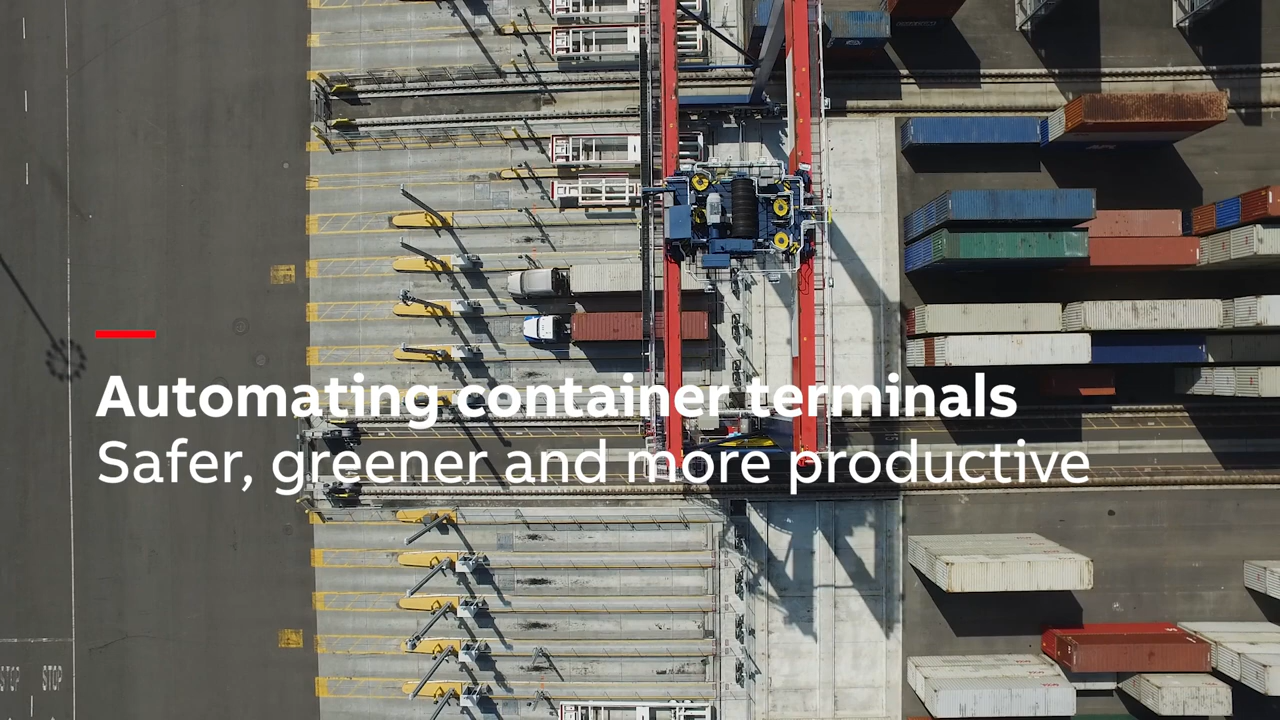 Automating container terminals
Safer, greener and more productive
STOP STOP